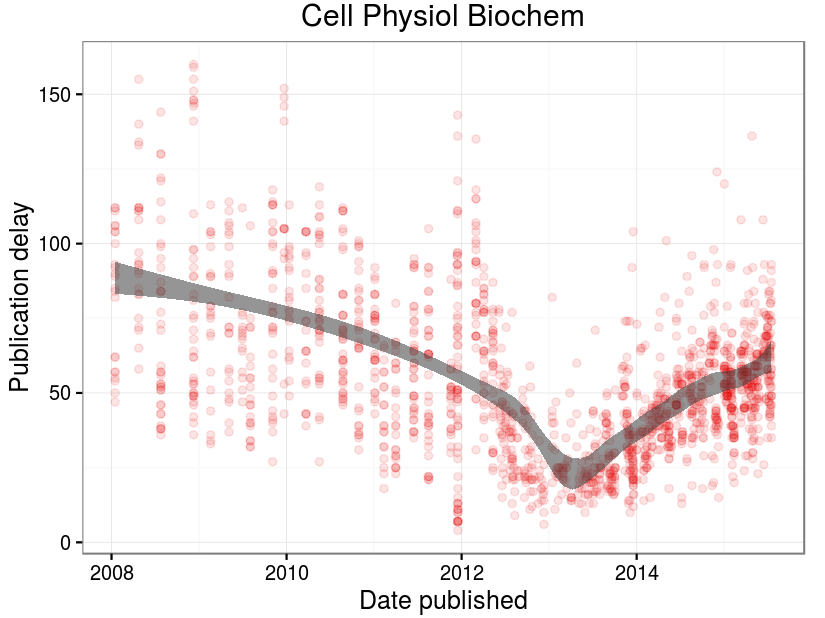 Cell Physiol Biochem
Publication delay
150
100
50
0
2008 2010 2012 2014
Date published